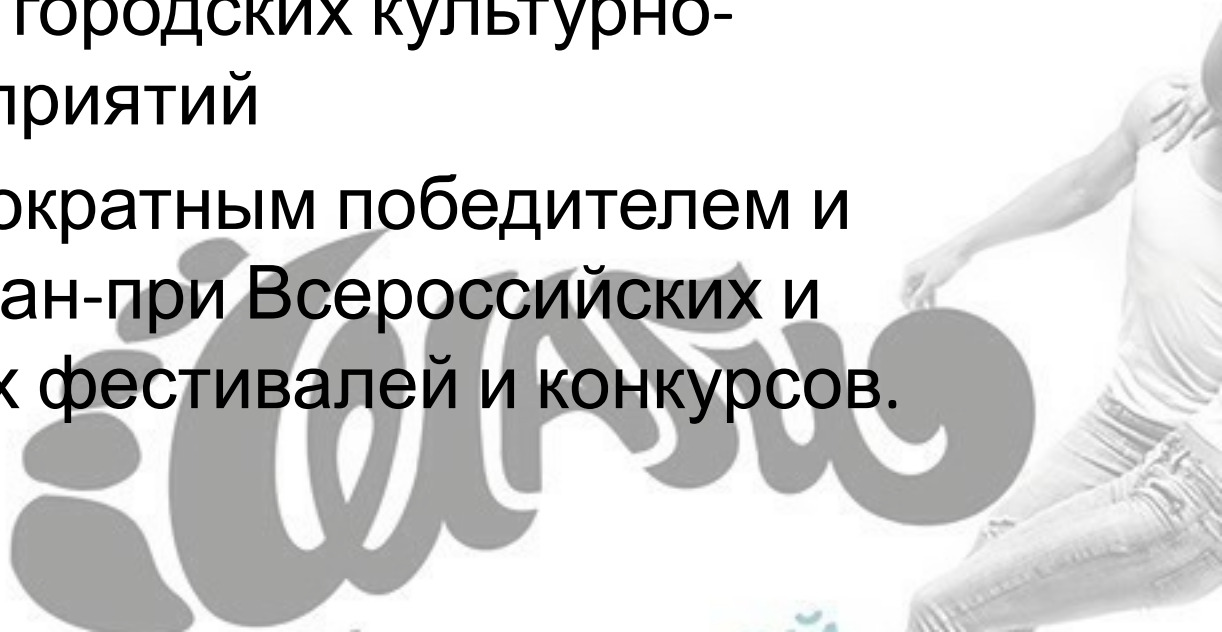 городских культурно-
приятий
ократным победителем и
ан-при Всероссийских и
х фестивалей и конкурсов.